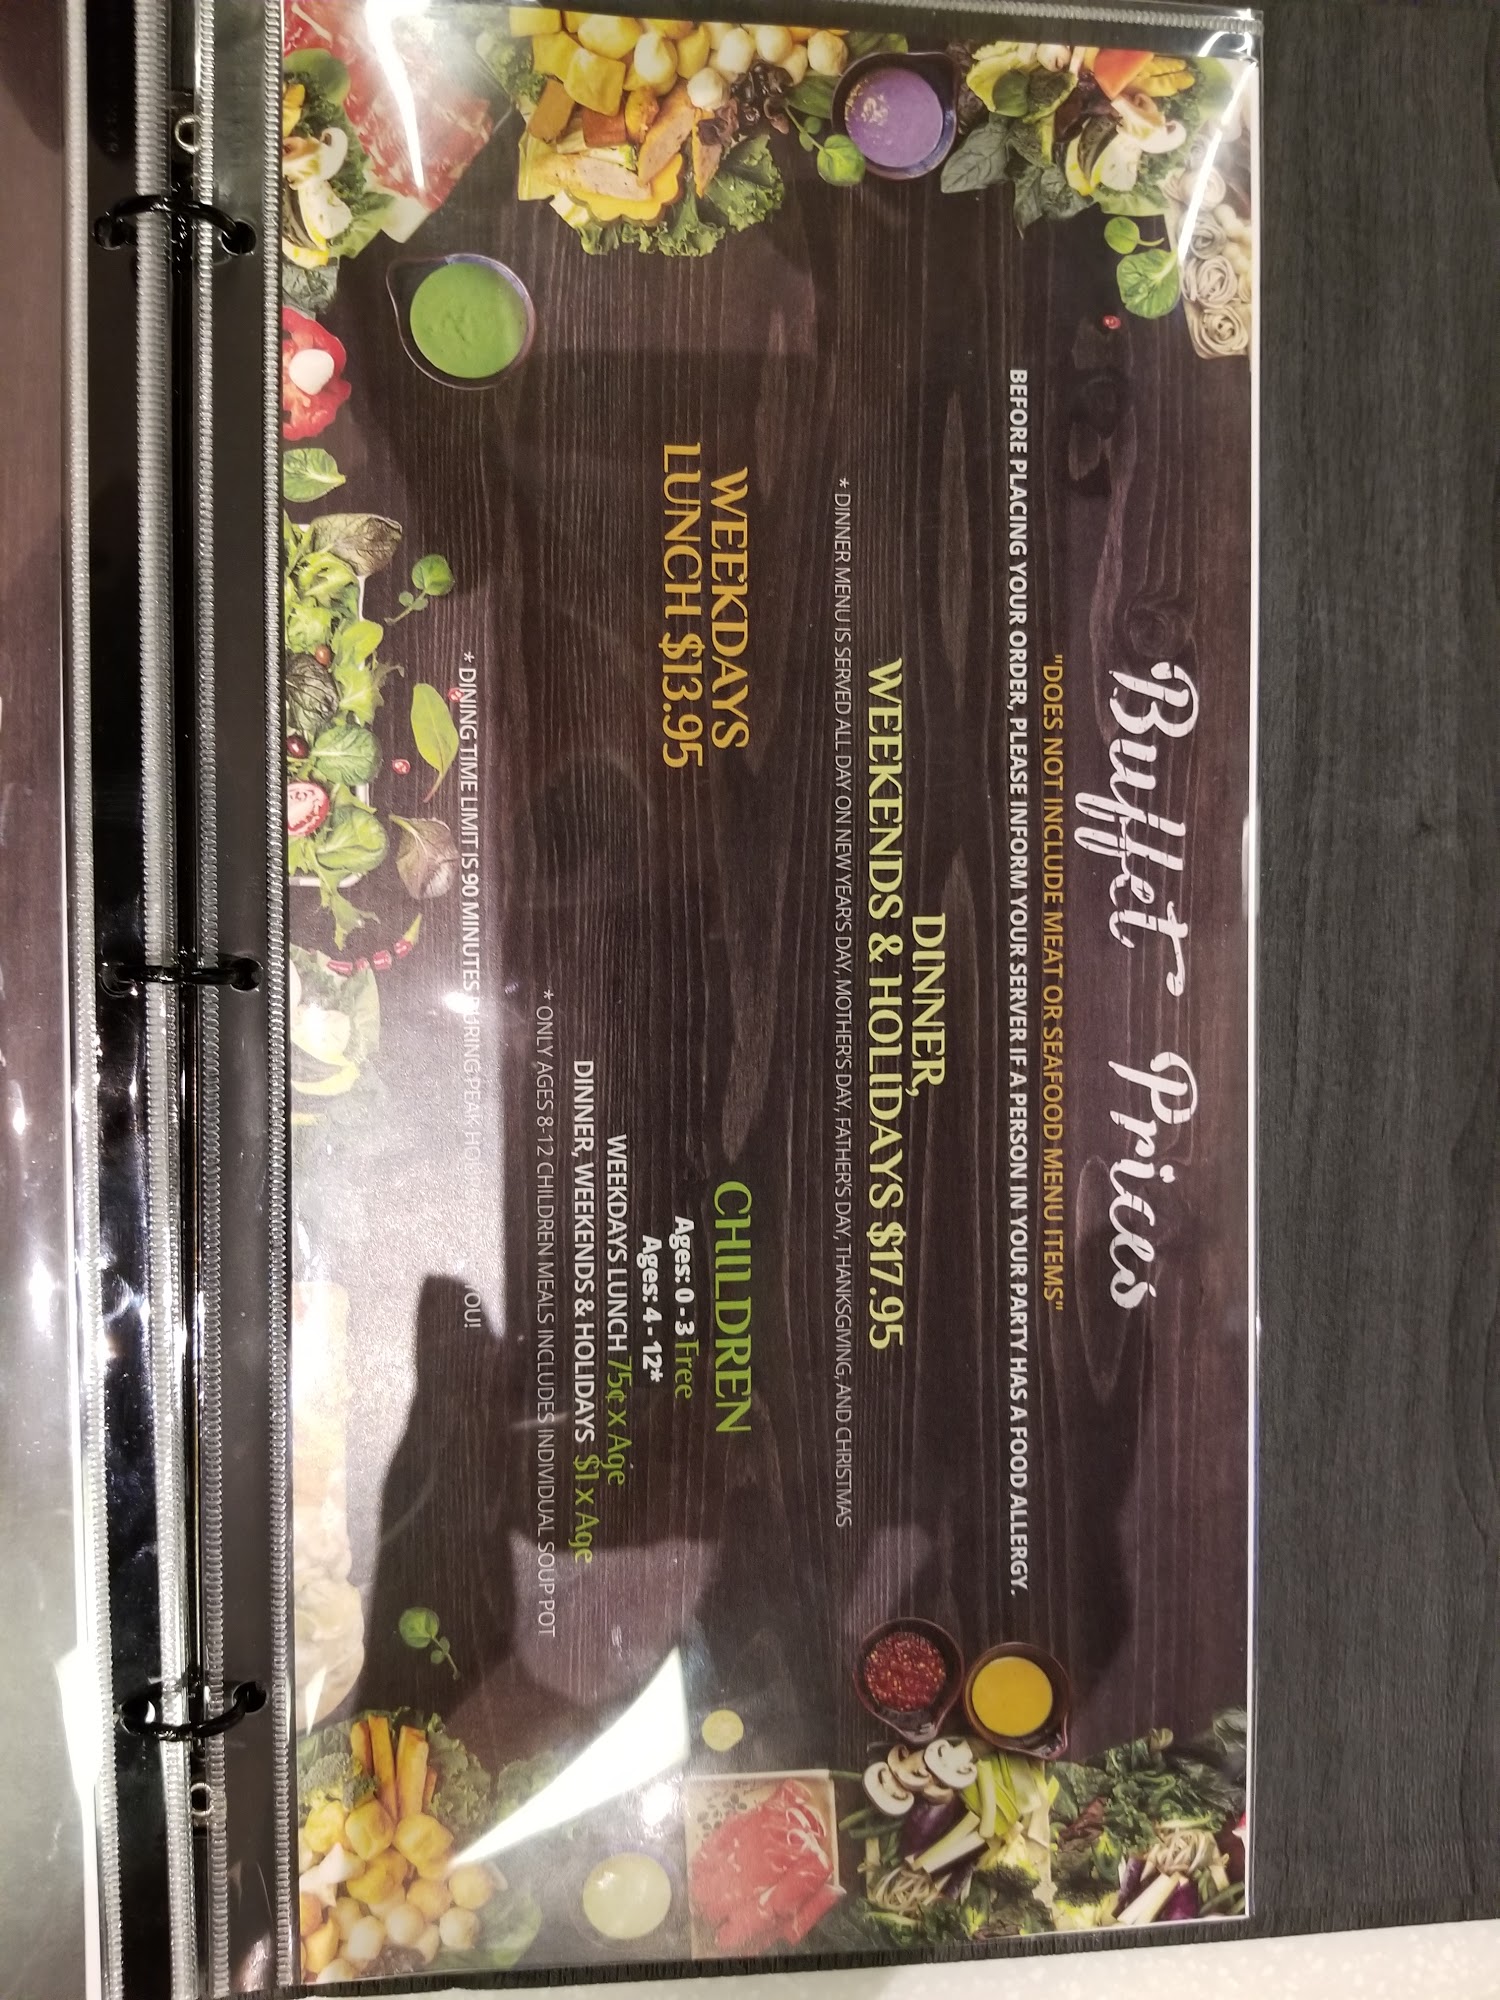 Buffet Prices
"DOES NOT INCLUDE MEAT OR SEAFOOD MENU ITEMS"
BEFORE PLACING YOUR ORDER, PLEASE INFORM YOUR SERVER IF A PERSON IN YOUR PARTY HAS A FOOD ALLERGY.
DINNER,
WEEKENDS & HOLIDAYS $17.95
* DINNER MENU IS SERVED ALL DAY ON NEW YEAR'S DAY, MOTHER'S DAY, FATHER'S DAY, THANKSGIVING, AND CHRISTMAS
WEEKDAYS
LUNCH $13.95
CHILDREN
Ages: 0 - 3 Free
Ages: 4 - 12*
WEEKDAYS LUNCH 75¢ x Age
DINNER, WEEKENDS & HOLIDAYS $1 x Age
* ONLY AGES 8-12 CHILDREN MEALS INCLUDES INDIVIDUAL SOUP POT
* DINING TIME LIMIT IS 90 MINUTES DURING PEAK YOU!